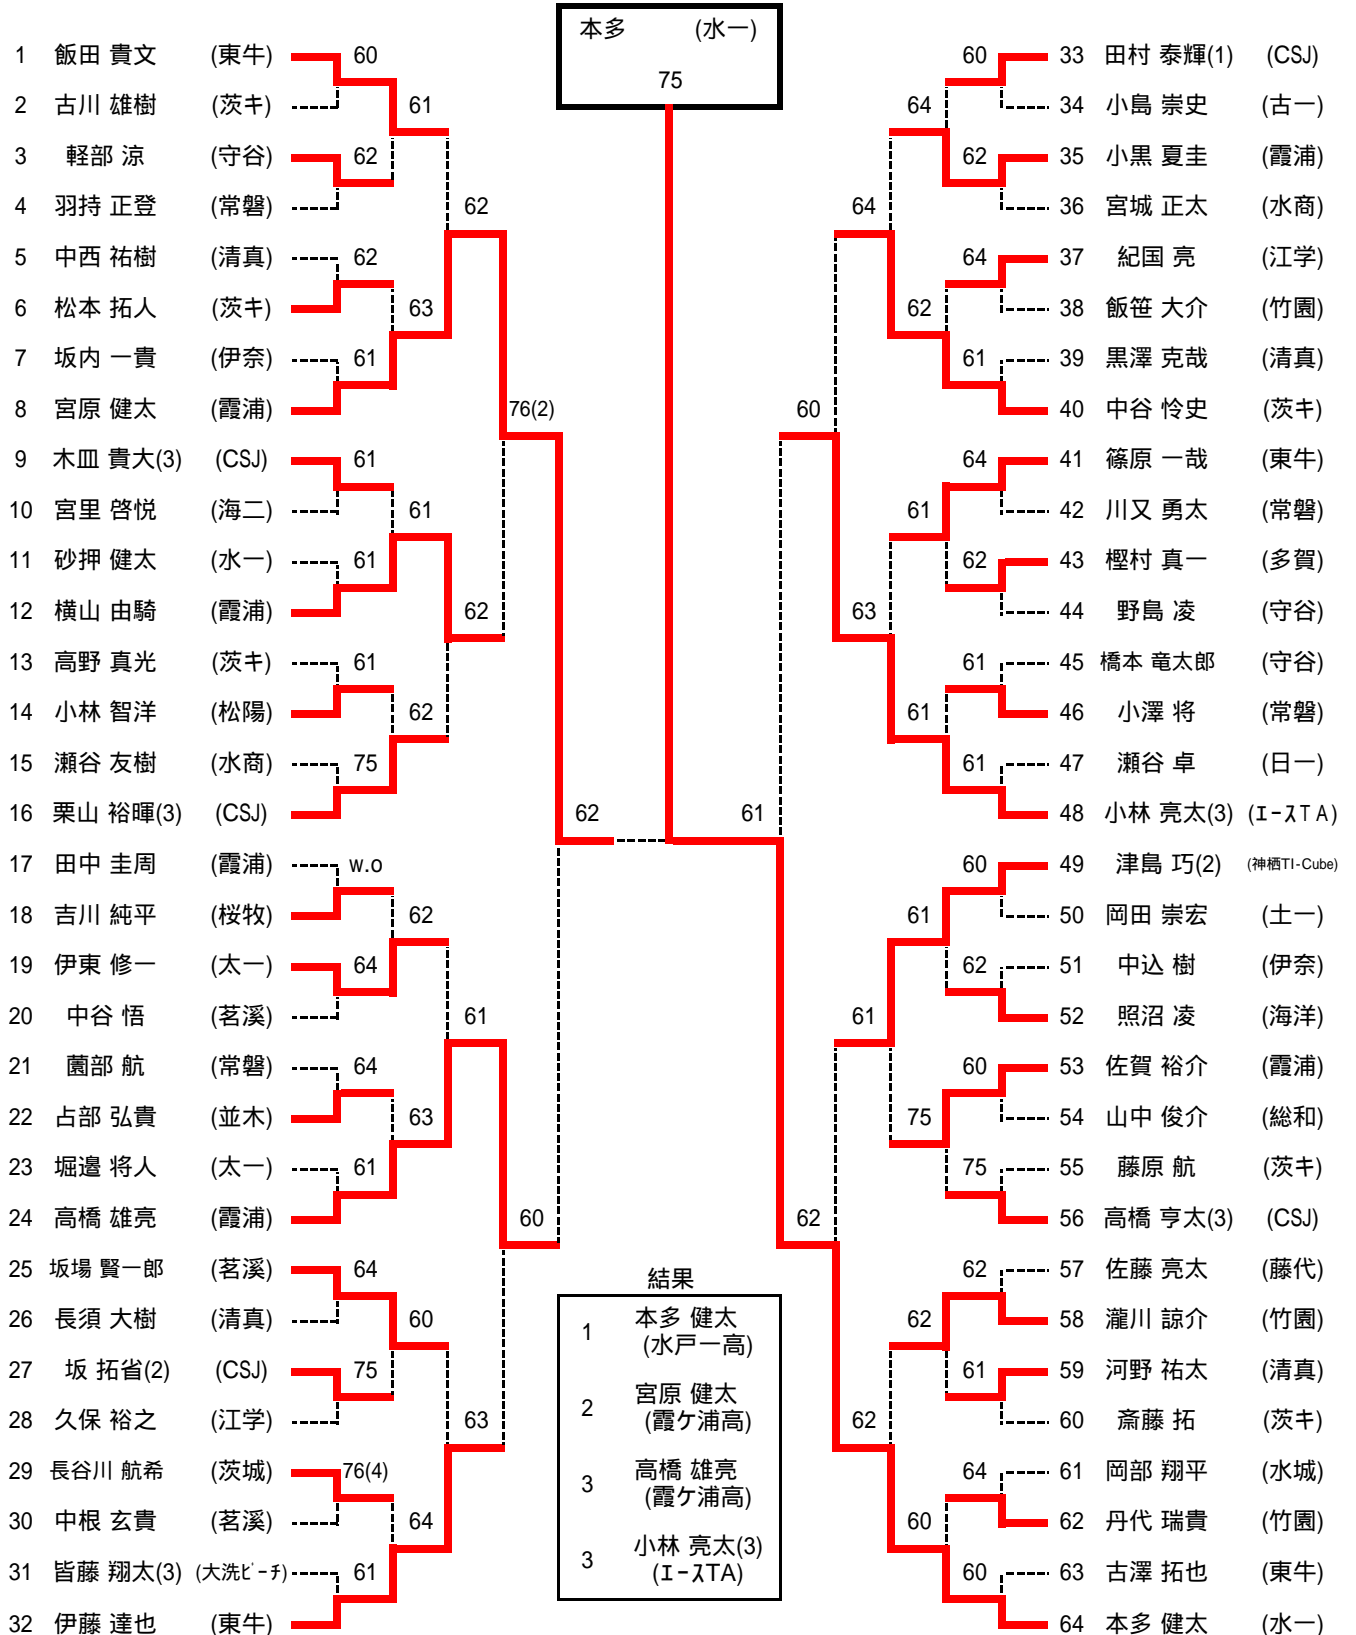 本多 (水一)
75
1 飯田 貴文 (東牛) 60
2 古川 雄樹 (茨キ) 61
3 軽部 涼 (守谷) 62
4 羽持 正登 (常磐) 62
5 中西 祐樹 (清真) 62
6 松本 拓人 (茨キ) 63
7 坂内 一貴 (伊奈) 61
8 宮原 健太 (霞浦) 76(2)
9 木皿 貴大(3) (CSJ) 61
10 宮里 啓悦 (海二) 61
11 砂押 健太 (水一) 61
12 横山 由騎 (霞浦) 62
13 高野 真光 (茨キ) 61
14 小林 智洋 (松陽) 62
15 瀬谷 友樹 (水商) 75
16 栗山 裕暉(3) (CSJ) 62
17 田中 圭周 (霞浦) w.o
18 吉川 純平 (桜牧) 62
19 伊東 修一 (太一) 64
20 中谷 悟 (茗溪) 61
21 薗部 航 (常磐) 64
22 占部 弘貴 (並木) 63
23 堀邉 将人 (太一) 61
24 高橋 雄亮 (霞浦) 60
25 坂場 賢一郎 (茗溪) 64
26 長須 大樹 (清真) 60
27 坂 拓省(2) (CSJ) 75
28 久保 裕之 (江学) 63
29 長谷川 航希 (茨城) 76(4)
30 中根 玄貴 (茗溪) 64
31 皆藤 翔太(3) (大洗ビーチ) 61
32 伊藤 達也 (東牛)
60 33 田村 泰輝(1) (CSJ)
64 34 小島 崇史 (古一)
62 35 小黒 夏圭 (霞浦)
64 36 宮城 正太 (水商)
64 37 紀国 亮 (江学)
62 38 飯笹 大介 (竹園)
61 39 黒澤 克哉 (清真)
60 40 中谷 怜史 (茨キ)
64 41 篠原 一哉 (東牛)
61 42 川又 勇太 (常磐)
62 43 樫村 真一 (多賀)
63 44 野島 凌 (守谷)
61 45 橋本 竜太郎 (守谷)
61 46 小澤 将 (常磐)
61 47 瀬谷 卓 (日一)
61 48 小林 亮太(3) (エースTA)
60 49 津島 巧(2) (神栖TI-Cube)
61 50 岡田 崇宏 (土一)
62 51 中込 樹 (伊奈)
61 52 照沼 凌 (海洋)
60 53 佐賀 裕介 (霞浦)
75 54 山中 俊介 (総和)
75 55 藤原 航 (茨キ)
62 56 高橋 亨太(3) (CSJ)
62 57 佐藤 亮太 (藤代)
62 58 瀧川 諒介 (竹園)
61 59 河野 祐太 (清真)
62 60 斎藤 拓 (茨キ)
64 61 岡部 翔平 (水城)
60 62 丹代 瑞貴 (竹園)
60 63 古澤 拓也 (東牛)
64 本多 健太 (水一)
結果
1 本多 健太
(水戸一高)
2 宮原 健太
(霞ケ浦高)
3 高橋 雄亮
(霞ケ浦高)
3 小林 亮太(3)
(エースTA)